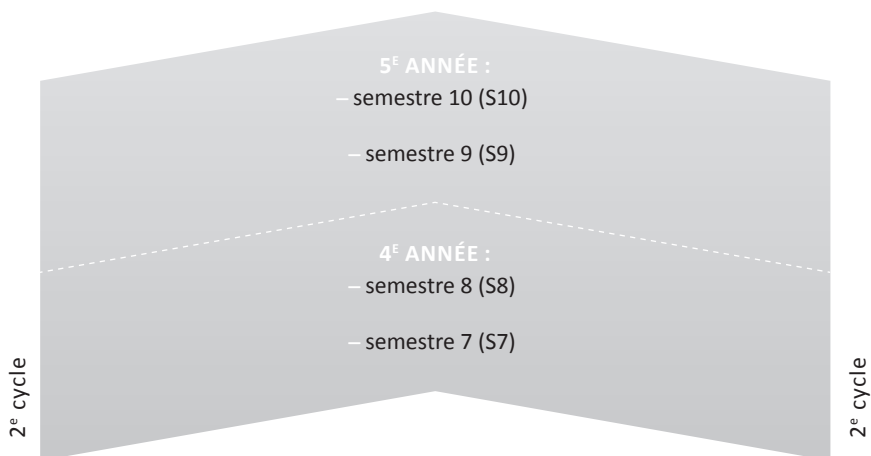 5E ANNÉE :
– semestre 10 (S10)
– semestre 9 (S9)
4E ANNÉE :
– semestre 8 (S8)
– semestre 7 (S7)
2e cycle
2e cycle